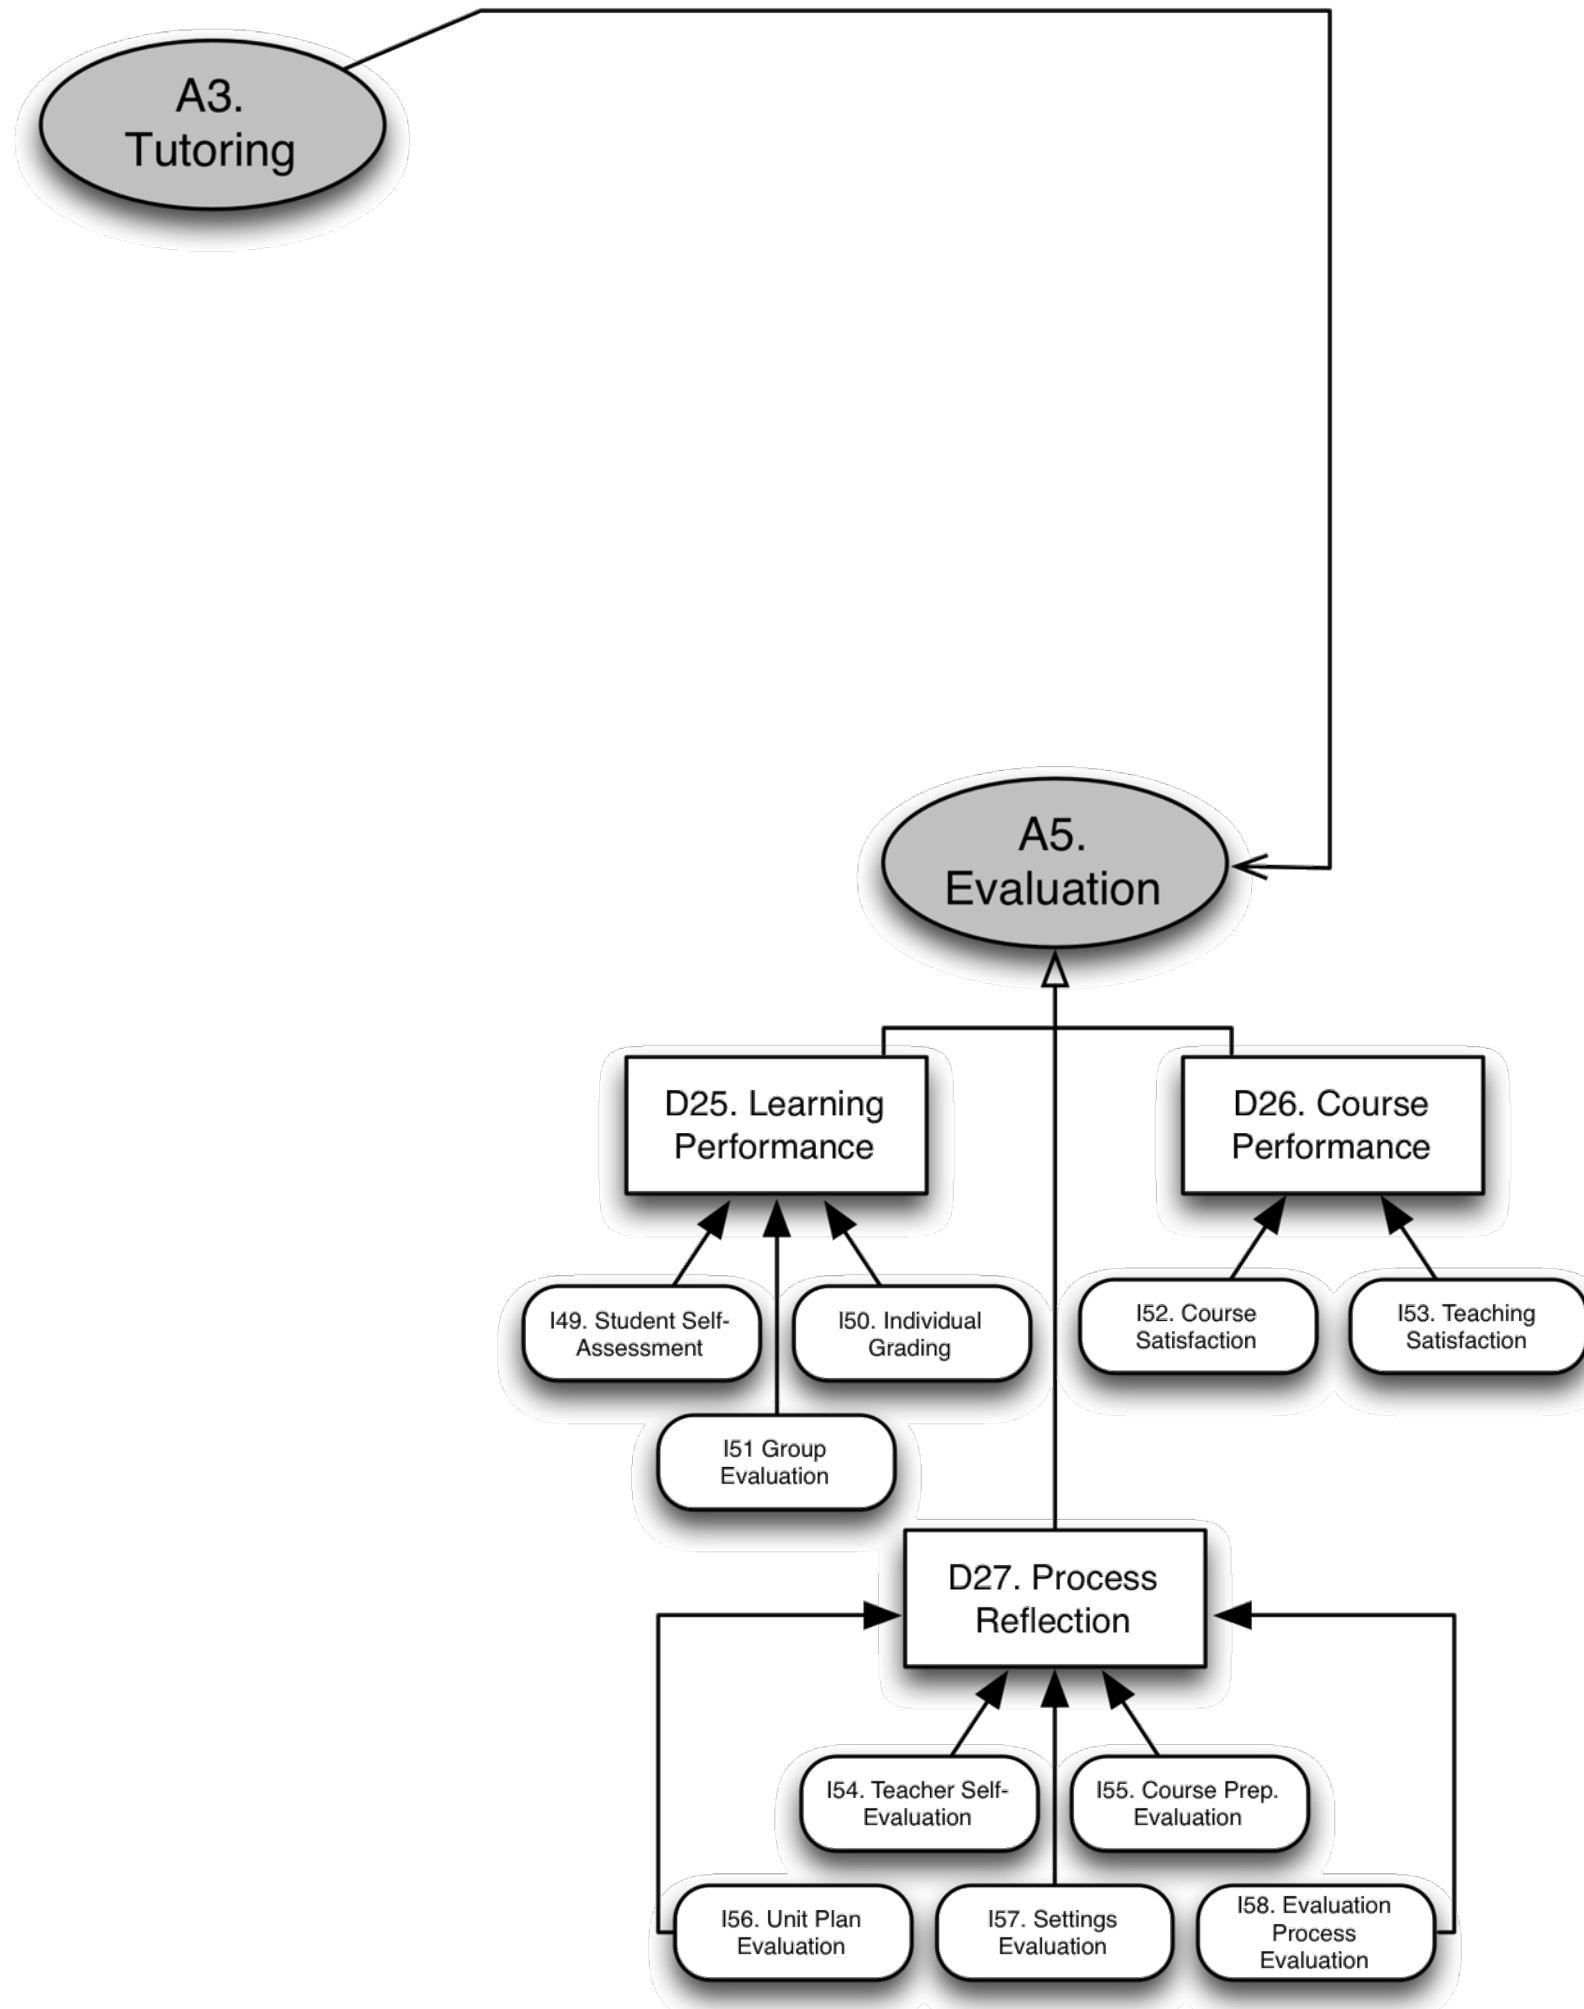 A3.
Tutoring
A5.
Evaluation
D25. Learning
Performance
D26. Course
Performance
I49. Student Self-
Assessment
I50. Individual
Grading
I52. Course
Satisfaction
I53. Teaching
Satisfaction
I51 Group
Evaluation
D27. Process
Reflection
I54. Teacher Self-
Evaluation
I55. Course Prep.
Evaluation
I56. Unit Plan
Evaluation
I57. Settings
Evaluation
I58. Evaluation
Process
Evaluation